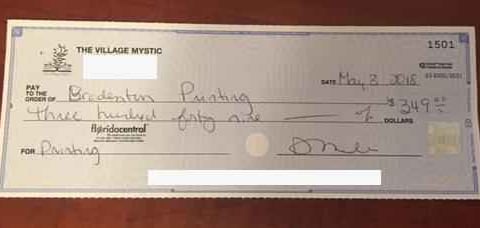 THE VILLAGE MYSTIC
1501
DATE May 3, 2018
PAY
TO THE
ORDER OF Bradenton Printing $ 349
three hundred forty nine DOLLARS
floridacentral
FOR Printing